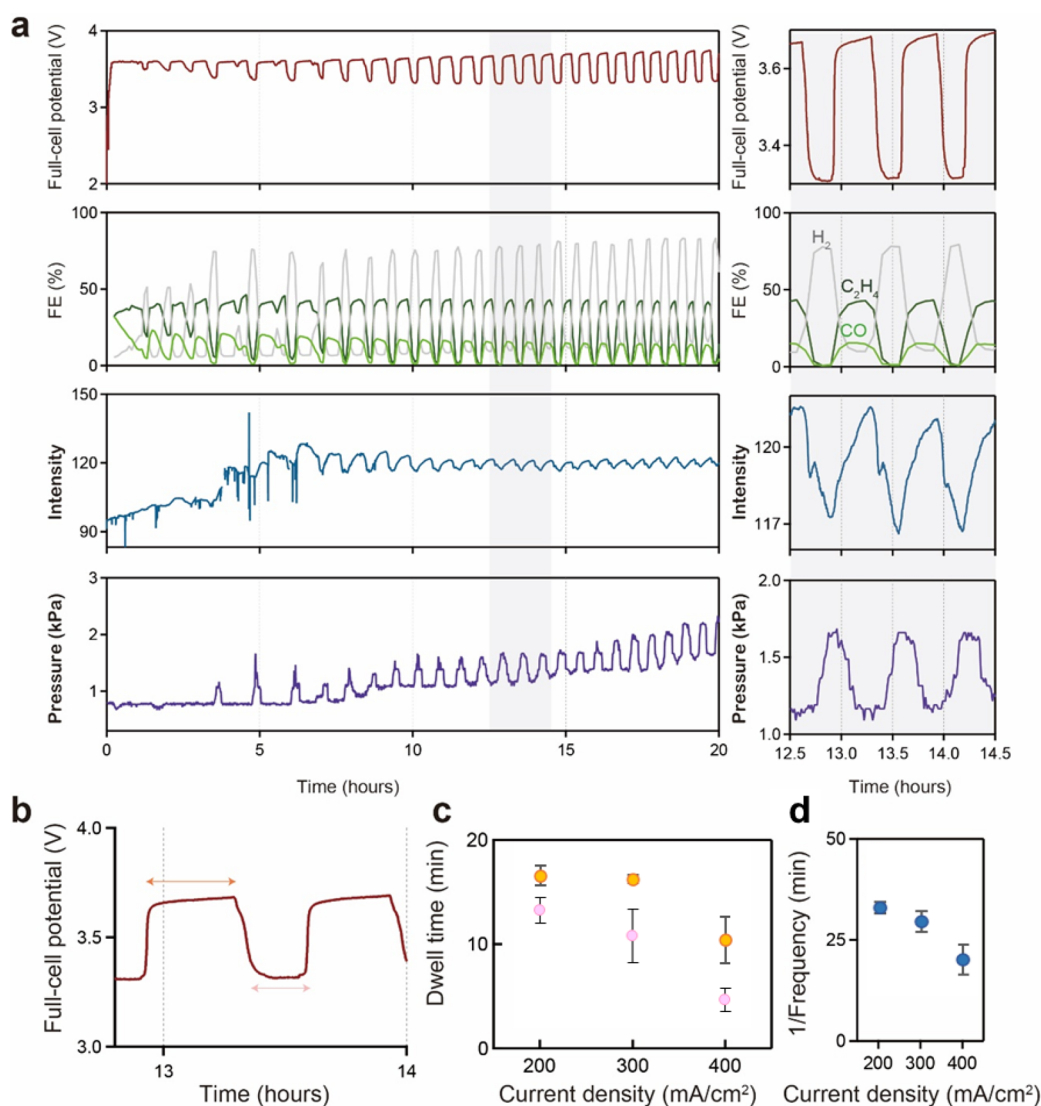 a
Full-cell potential (V)
4
3
2
Full-cell potential (V)
3.6
3.4
FE (%)
100
50
0
FE (%)
100
50
0
H₂
C₂H₄
CO
Intensity
150
120
90
Intensity
120
117
Pressure (kPa)
3
2
1
0 5 10 15 20
Time (hours)
Pressure (kPa)
2.0
1.5
1.0
12.5 13.0 13.5 14.0 14.5
Time (hours)
b
Full-cell potential (V)
4.0
3.5
3.0
13 14
Time (hours)
c
Dwell time (min)
20
10
0
200 300 400
Current density (mA/cm²)
d
1/Frequency (min)
50
25
0
200 300 400
Current density (mA/cm²)